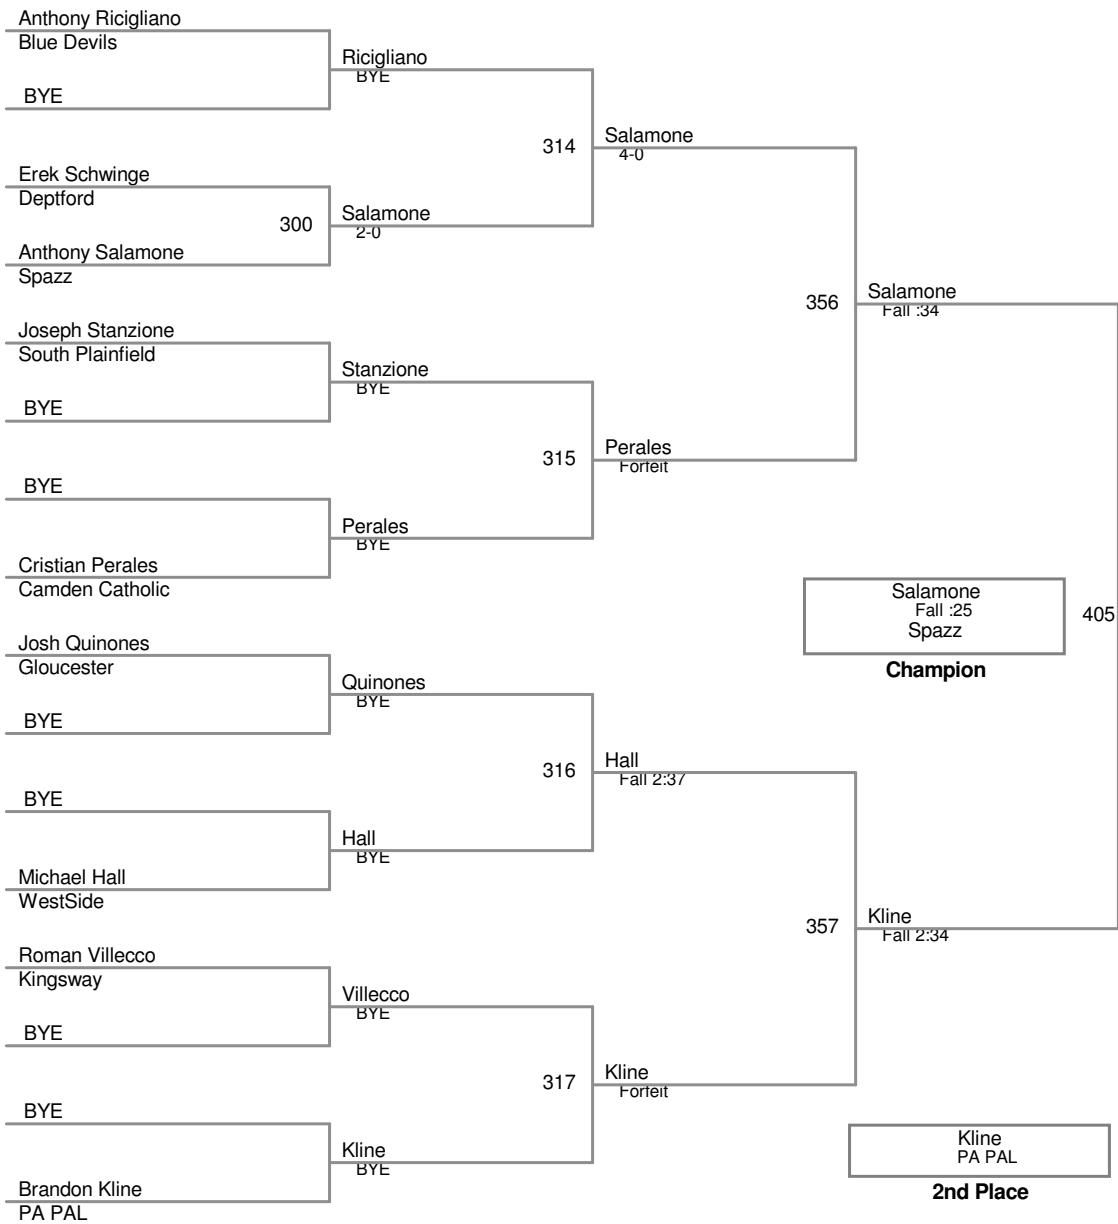 Anthony Ricigliano
Blue Devils
Ricigliano
BYE
BYE
314
Salamone
4-0
Erek Schwinge
Deptford
300
Salamone
2-0
Anthony Salamone
Spazz
356
Salamone
Fall :34
Joseph Stanzione
South Plainfield
Stanzione
BYE
BYE
315
Perales
Forfeit
BYE
Perales
BYE
Cristian Perales
Camden Catholic
Salamone
Fall :25
Spazz
405
Champion
Josh Quinones
Gloucester
Quinones
BYE
BYE
316
Hall
Fall 2:37
BYE
Hall
BYE
Michael Hall
WestSide
357
Kline
Fall 2:34
Roman Villecco
Kingsway
Villecco
BYE
BYE
317
Kline
Forfeit
BYE
Kline
BYE
Brandon Kline
PA PAL
Kline
PA PAL
2nd Place